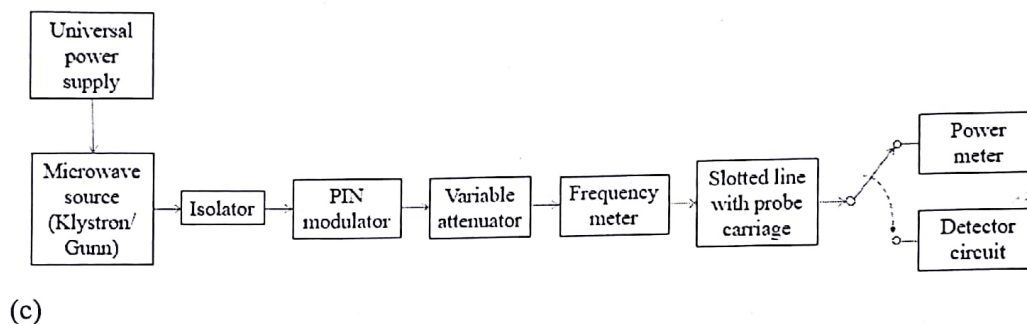 Universal
power
supply
Microwave
source
(Klystron/
Gunn)
Isolator
PIN
modulator
Variable
attenuator
Frequency
meter
Slotted line
with probe
carriage
Power
meter
Detector
circuit
(c)